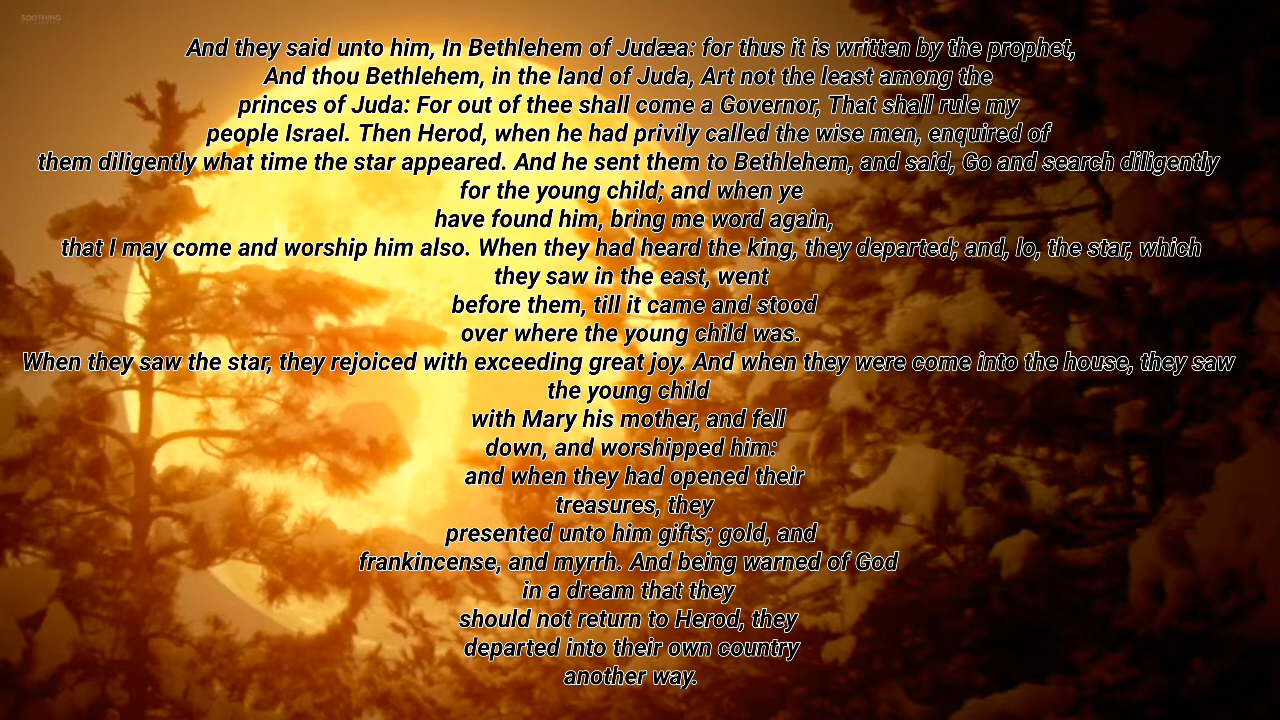 SOOTHING
And they said unto him, In Bethlehem of Judæa: for thus it is written by the prophet,
And thou Bethlehem, in the land of Juda, Art not the least among the
princes of Juda: For out of thee shall come a Governor, That shall rule my
people Israel. Then Herod, when he had privily called the wise men, enquired of
them diligently what time the star appeared. And he sent them to Bethlehem, and said, Go and search diligently
for the young child; and when ye
have found him, bring me word again,
that I may come and worship him also. When they had heard the king, they departed; and, lo, the star, which
they saw in the east, went
before them, till it came and stood
over where the young child was.
When they saw the star, they rejoiced with exceeding great joy. And when they were come into the house, they saw
the young child
with Mary his mother, and fell
down, and worshipped him:
and when they had opened their
treasures, they
presented unto him gifts; gold, and
frankincense, and myrrh. And being warned of God
in a dream that they
should not return to Herod, they
departed into their own country
another way.